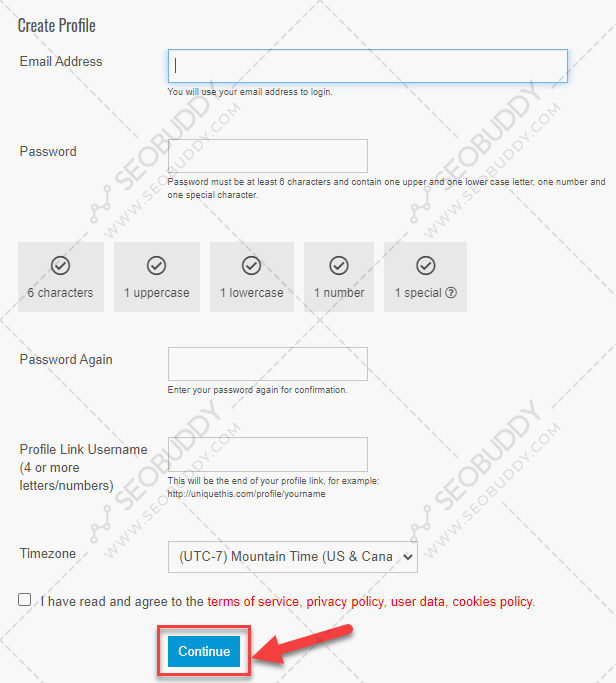 Create Profile
Email Address
You will use your email address to login.
Password
Password must be at least 6 characters and contain one upper and one lower case letter, one number and
one special character.
6 characters
1 uppercase
1 lowercase
1 number
1 special
Password Again
Enter your password again for confirmation.
Profile Link Username
(4 or more
letters/numbers)
This will be the end of your profile link, for example:
http://uniquethis.com/profile/yourname
Timezone
(UTC-7) Mountain Time (US & Cana
I have read and agree to the terms of service, privacy policy, user data, cookies policy.
Continue
SEOBUDDY
WWW.SEOBUDDY.COM
SEOBUDDY
WWW.SEOBUDDY.COM
SEOBUDDY
WWW.SEOBUDDY.COM
SEOBUDDY
WWW.SEOBUDDY.COM